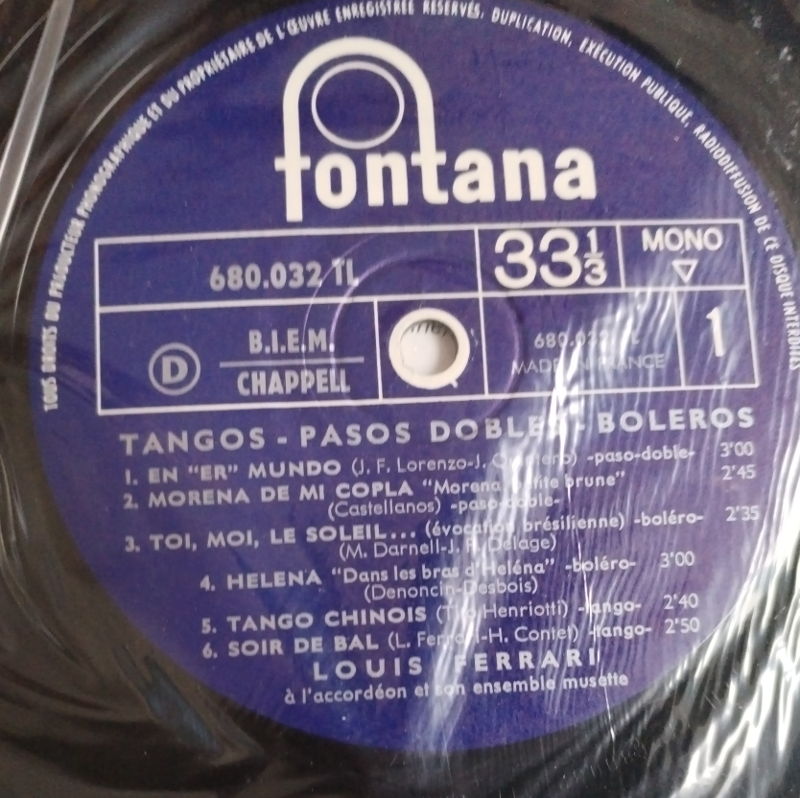 TOUS DROITS DU PRODUCTEUR PHONOGRAPHIQUE ET DU PROPRIÉTAIRE DE L'ŒUVRE ENREGISTRÉE RÉSERVÉS, DUPLICATION, EXÉCUTION PUBLIQUE, RADIODIFFUSION DE CE DISQUE INTERDITES
fontana
680.032 TL
33 1/3
MONO
D
B.I.E.M.
CHAPPELL
680.032 TL
MADE IN FRANCE
1
TANGOS - PASOS DOBLES - BOLEROS
1. EN "ER" MUNDO (J. F. Lorenzo-J. Quintero) -paso-doble- 3'00
2. MORENA DE MI COPLA "Morena petite brune" 2'45
(Castellanos) -paso-doble-
3. TOI, MOI, LE SOLEIL... (évocation brésilienne) -boléro- 2'35
(M. Darnell-J. Delage)
4. HELENA "Dans les bras d'Heléna" -boléro- 3'00
(Denoncin-Desbois)
5. TANGO CHINOIS (Henriotti) -tango- 2'40
6. SOIR DE BAL (L. Ferrari-H. Contet) -tango- 2'50
LOUIS FERRARI
à l'accordéon et son ensemble musette